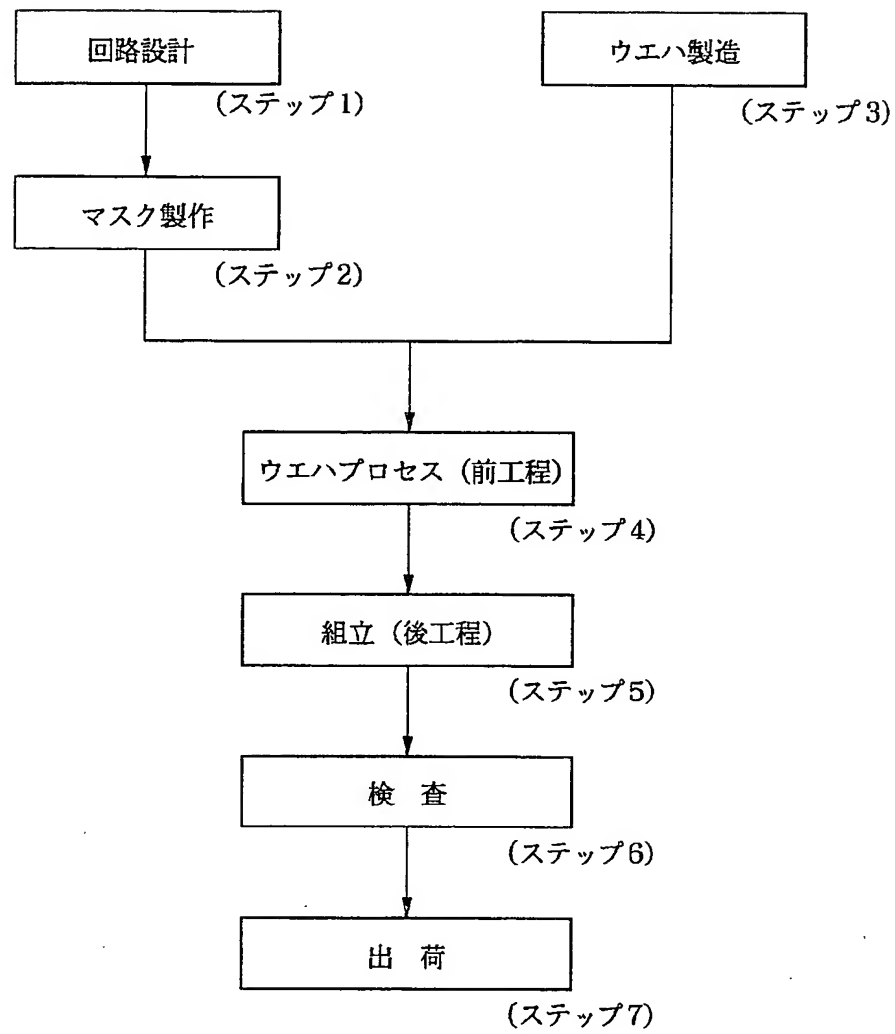 回路設計
(ステップ1)
ウエハ製造
(ステップ3)
マスク製作
(ステップ2)
ウエハプロセス (前工程)
(ステップ4)
組立 (後工程)
(ステップ5)
検 査
(ステップ6)
出 荷
(ステップ7)